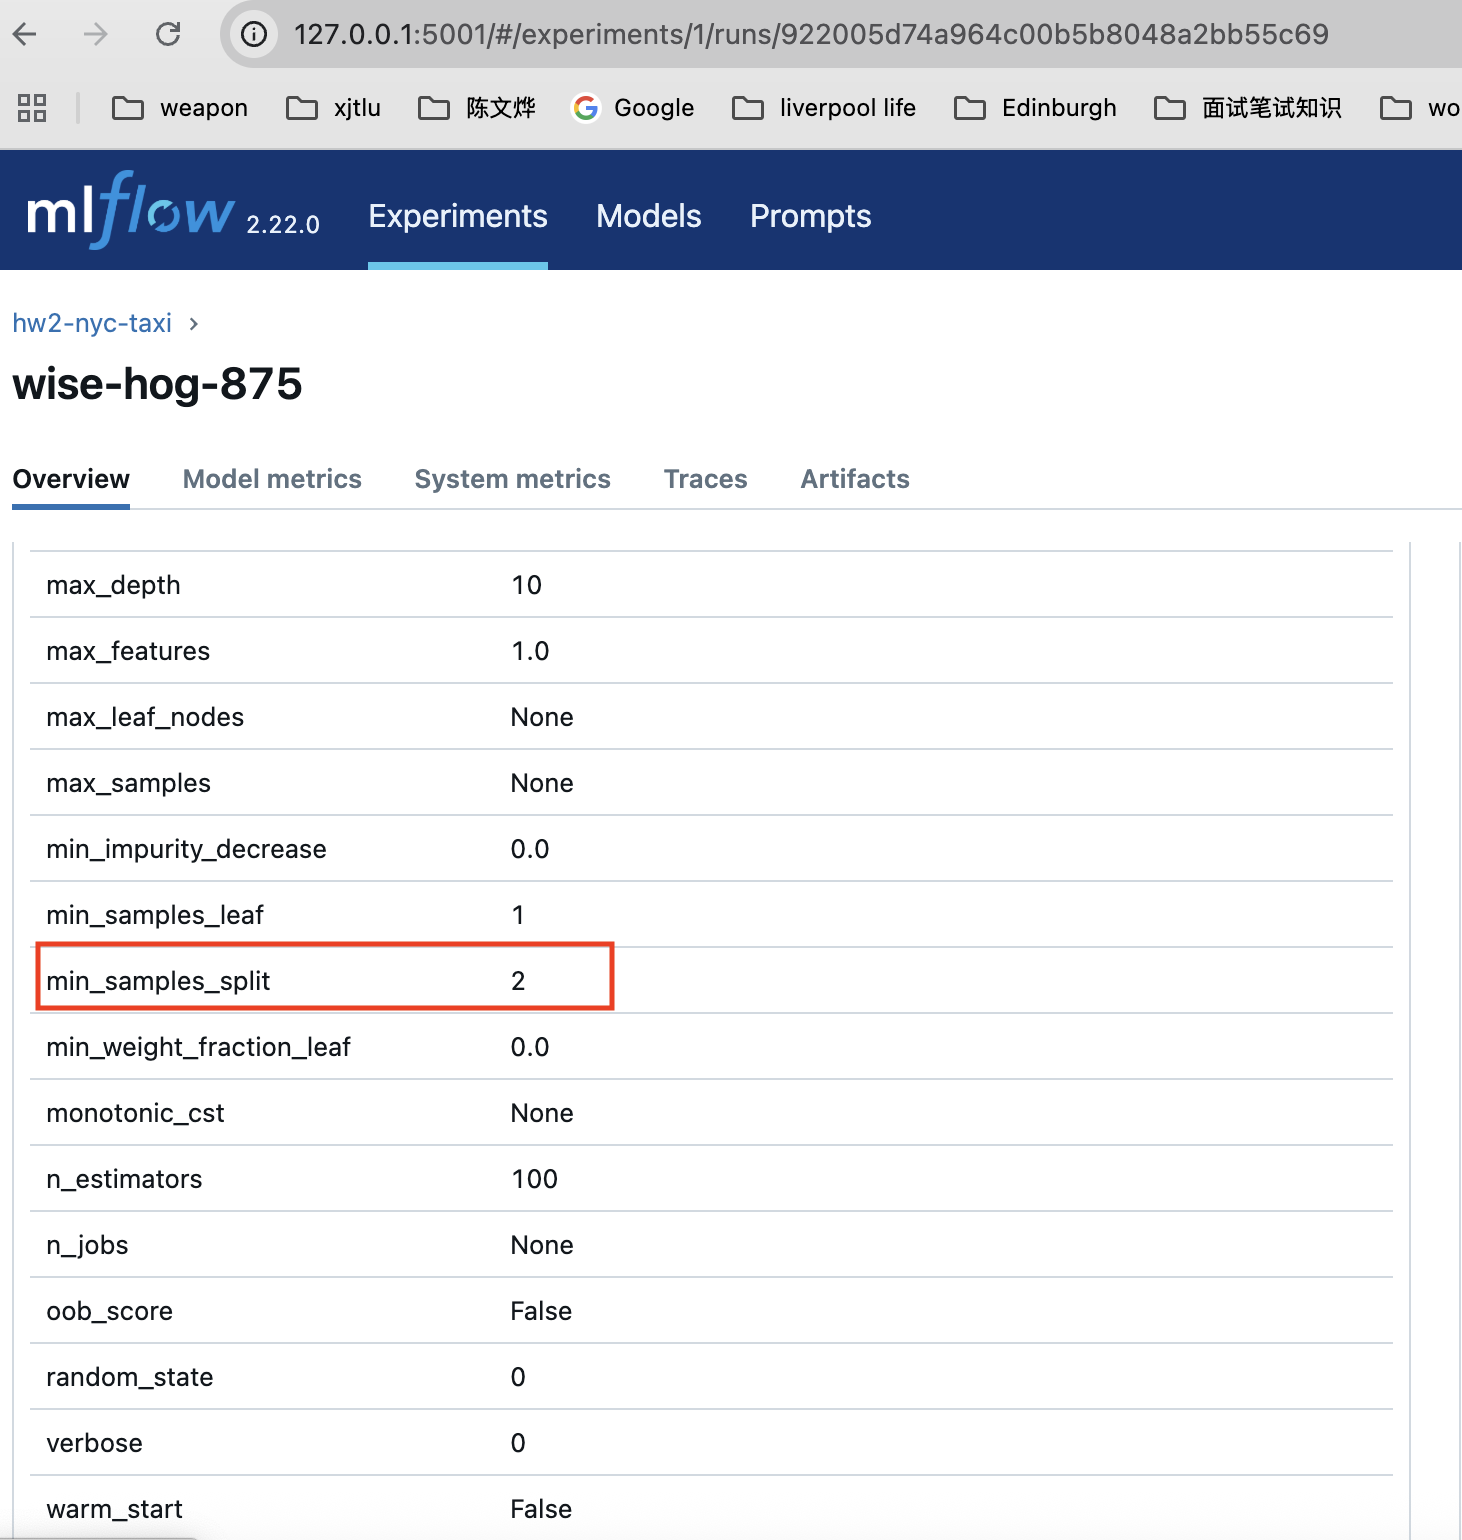 127.0.0.1:5001/#/experiments/1/runs/922005d74a964c00b5b8048a2bb55c69
weapon xjtlu 陈文烨 Google liverpool life Edinburgh 面试笔试知识 wo
mlflow 2.22.0 Experiments Models Prompts
hw2-nyc-taxi
wise-hog-875
Overview Model metrics System metrics Traces Artifacts
max_depth 10
max_features 1.0
max_leaf_nodes None
max_samples None
min_impurity_decrease 0.0
min_samples_leaf 1
min_samples_split 2
min_weight_fraction_leaf 0.0
monotonic_cst None
n_estimators 100
n_jobs None
oob_score False
random_state 0
verbose 0
warm_start False